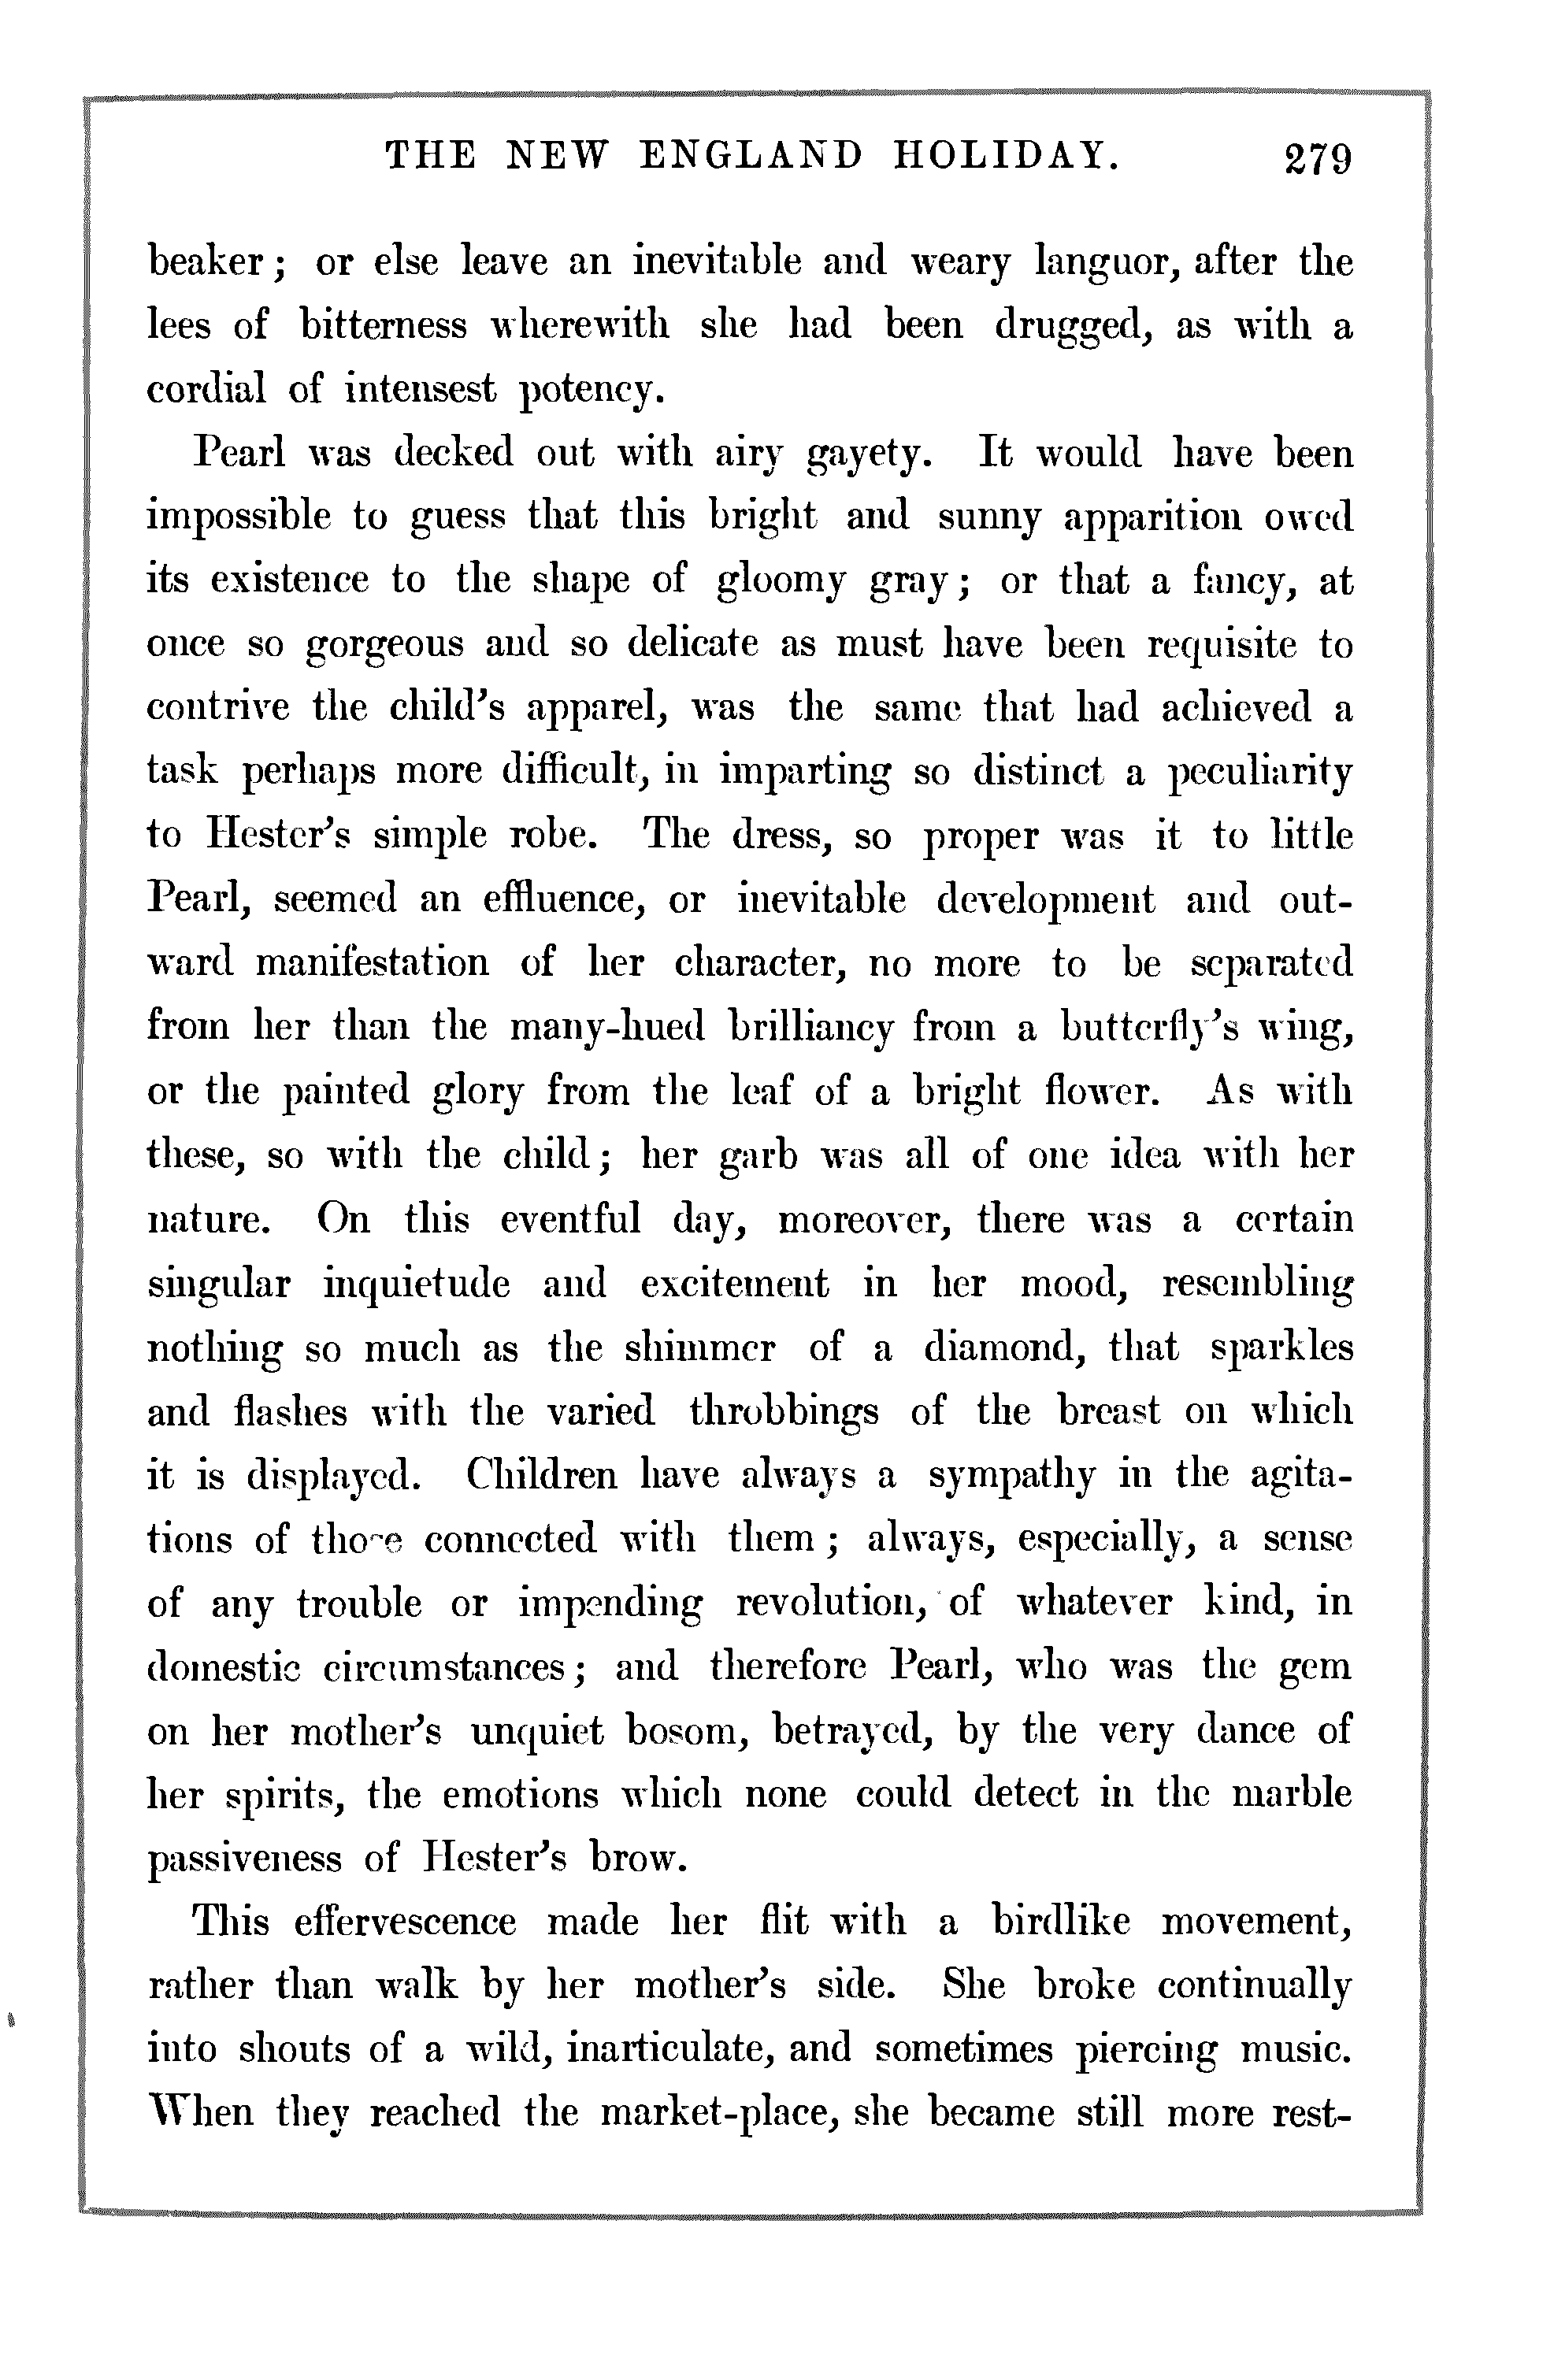 THE NEW ENGLAND HOLIDAY. 279
beaker; or else leave an inevitable and weary languor, after the
lees of bitterness wherewith she had been drugged, as with a
cordial of intensest potency.
Pearl was decked out with airy gayety. It would have been
impossible to guess that this bright and sunny apparition owed
its existence to the shape of gloomy gray; or that a fancy, at
once so gorgeous and so delicate as must have been requisite to
contrive the child's apparel, was the same that had achieved a
task perhaps more difficult, in imparting so distinct a peculiarity
to Hester's simple robe. The dress, so proper was it to little
Pearl, seemed an effluence, or inevitable development and out-
ward manifestation of her character, no more to be separated
from her than the many-hued brilliancy from a butterfly's wing,
or the painted glory from the leaf of a bright flower. As with
these, so with the child; her garb was all of one idea with her
nature. On this eventful day, moreover, there was a certain
singular inquietude and excitement in her mood, resembling
nothing so much as the shimmer of a diamond, that sparkles
and flashes with the varied throbbings of the breast on which
it is displayed. Children have always a sympathy in the agita-
tions of those connected with them; always, especially, a sense
of any trouble or impending revolution, of whatever kind, in
domestic circumstances; and therefore Pearl, who was the gem
on her mother's unquiet bosom, betrayed, by the very dance of
her spirits, the emotions which none could detect in the marble
passiveness of Hester's brow.
This effervescence made her flit with a birdlike movement,
rather than walk by her mother's side. She broke continually
into shouts of a wild, inarticulate, and sometimes piercing music.
When they reached the market-place, she became still more rest-